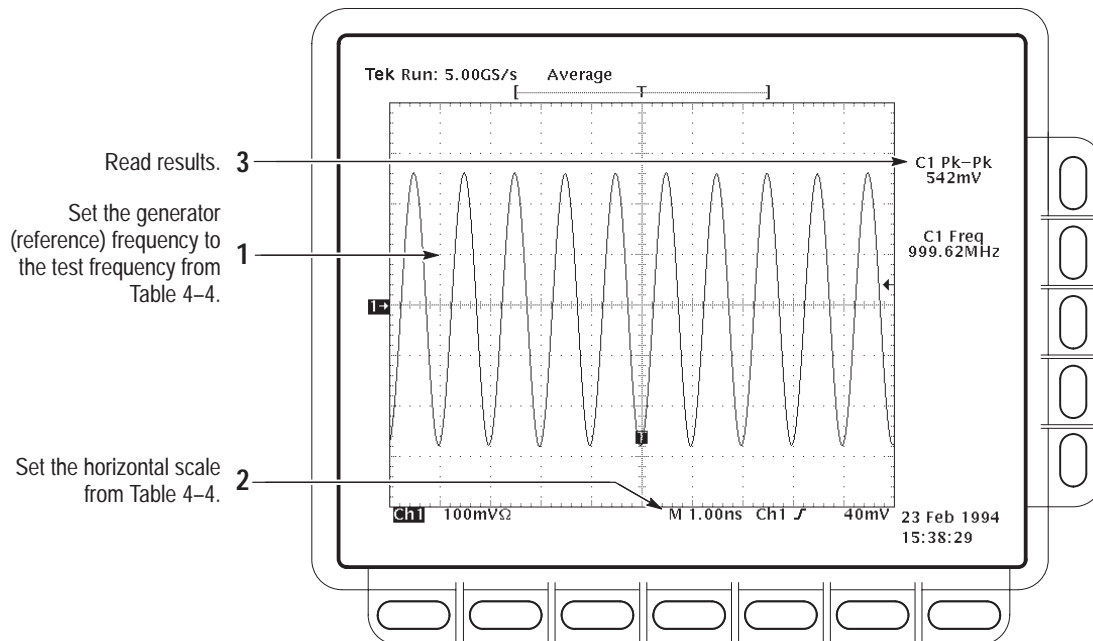 Tek Run: 5.00GS/s Average
[ T ]
Read results. 3
C1 Pk–Pk
542mV
Set the generator
(reference) frequency to
the test frequency from
Table 4–4.
1
C1 Freq
999.62MHz
1→
T
Set the horizontal scale
from Table 4–4.
2
Ch1 100mVΩ M 1.00ns Ch1 ƒ 40mV
23 Feb 1994
15:38:29